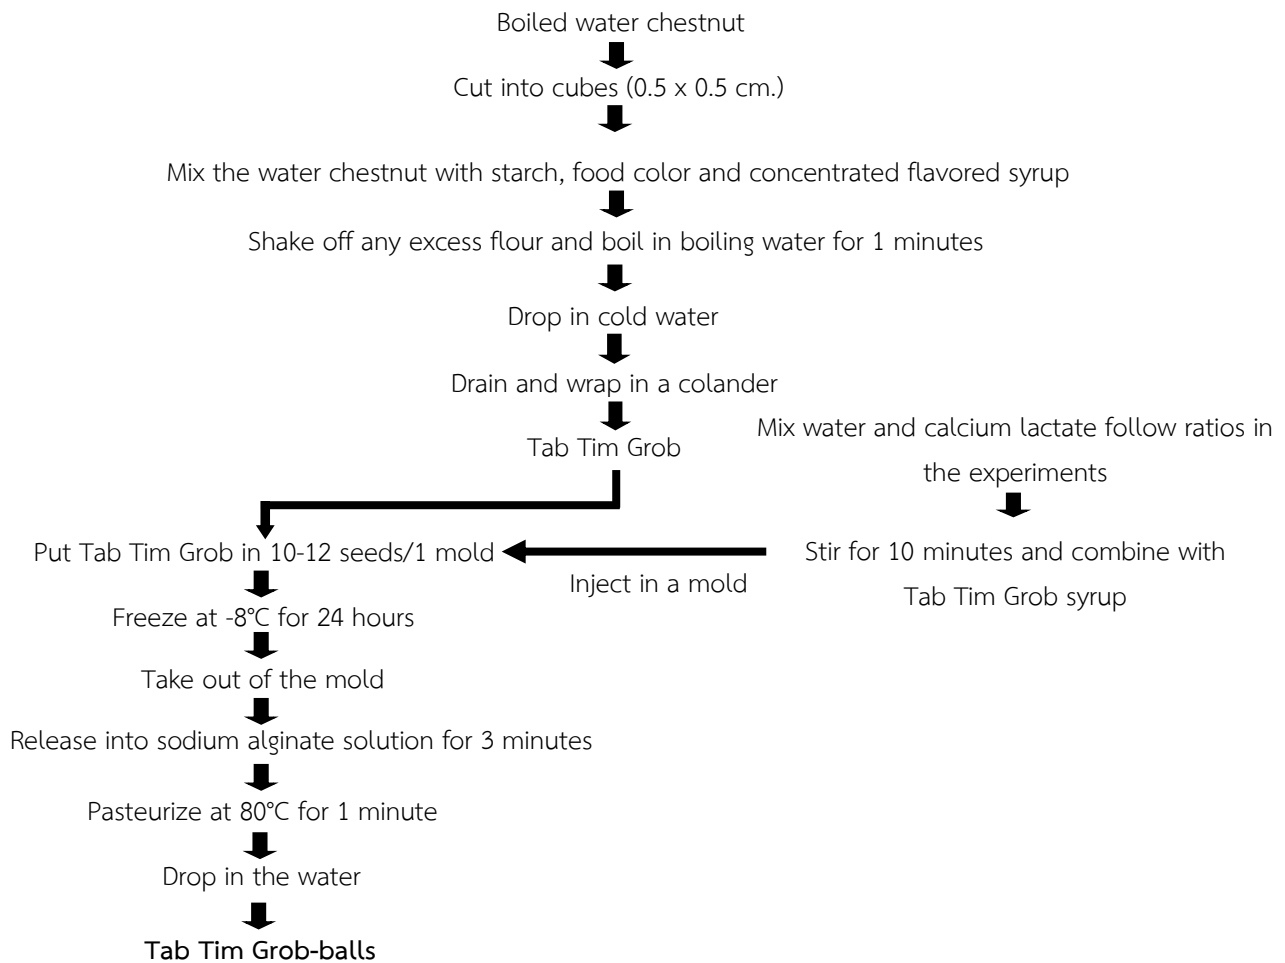 Boiled water chestnut
Cut into cubes (0.5 x 0.5 cm.)
Mix the water chestnut with starch, food color and concentrated flavored syrup
Shake off any excess flour and boil in boiling water for 1 minutes
Drop in cold water
Drain and wrap in a colander
Tab Tim Grob
Mix water and calcium lactate follow ratios in
the experiments
Stir for 10 minutes and combine with
Tab Tim Grob syrup
Inject in a mold
Put Tab Tim Grob in 10-12 seeds/1 mold
Freeze at -8°C for 24 hours
Take out of the mold
Release into sodium alginate solution for 3 minutes
Pasteurize at 80°C for 1 minute
Drop in the water
Tab Tim Grob-balls